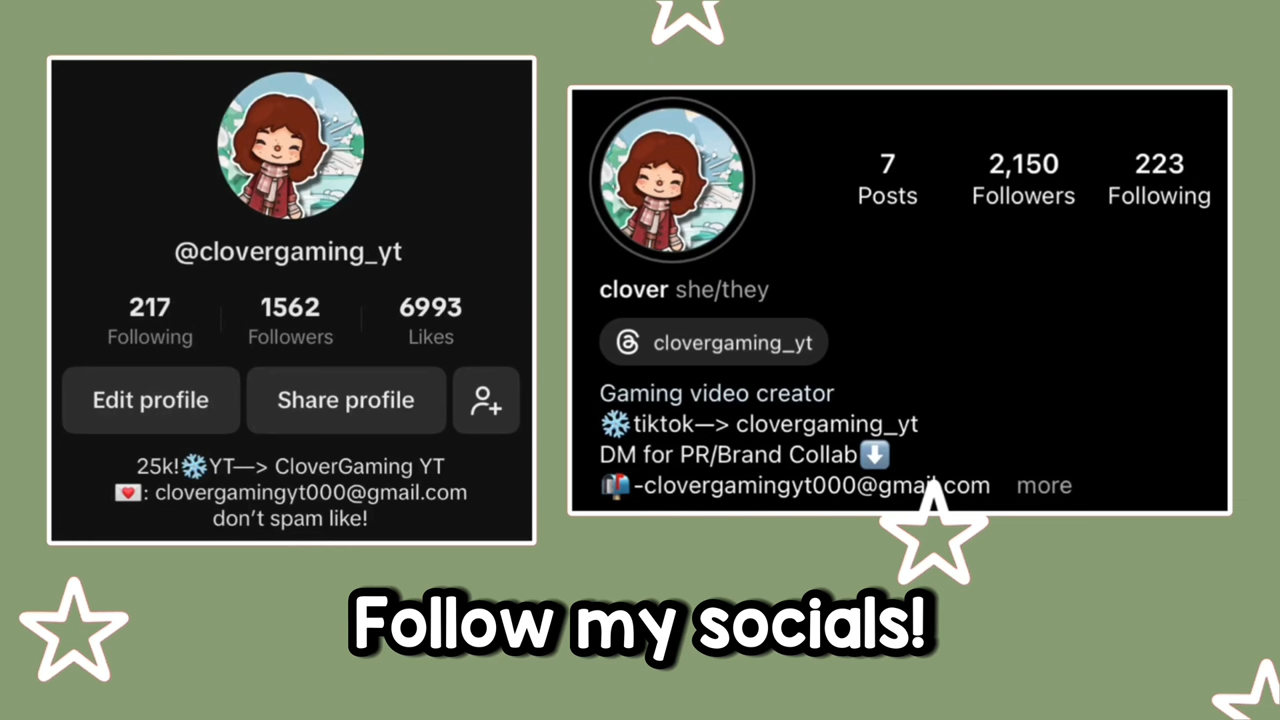 @clovergaming_yt
217 1562 6993
Following Followers Likes
Edit profile Share profile
25k!❄️YT—> CloverGaming YT
💌: clovergamingyt000@gmail.com
don't spam like!
7 2,150 223
Posts Followers Following
clover she/they
clovergaming_yt
Gaming video creator
❄️tiktok—> clovergaming_yt
DM for PR/Brand Collab⬇️
📬-clovergamingyt000@gmail.com more
Follow my socials!